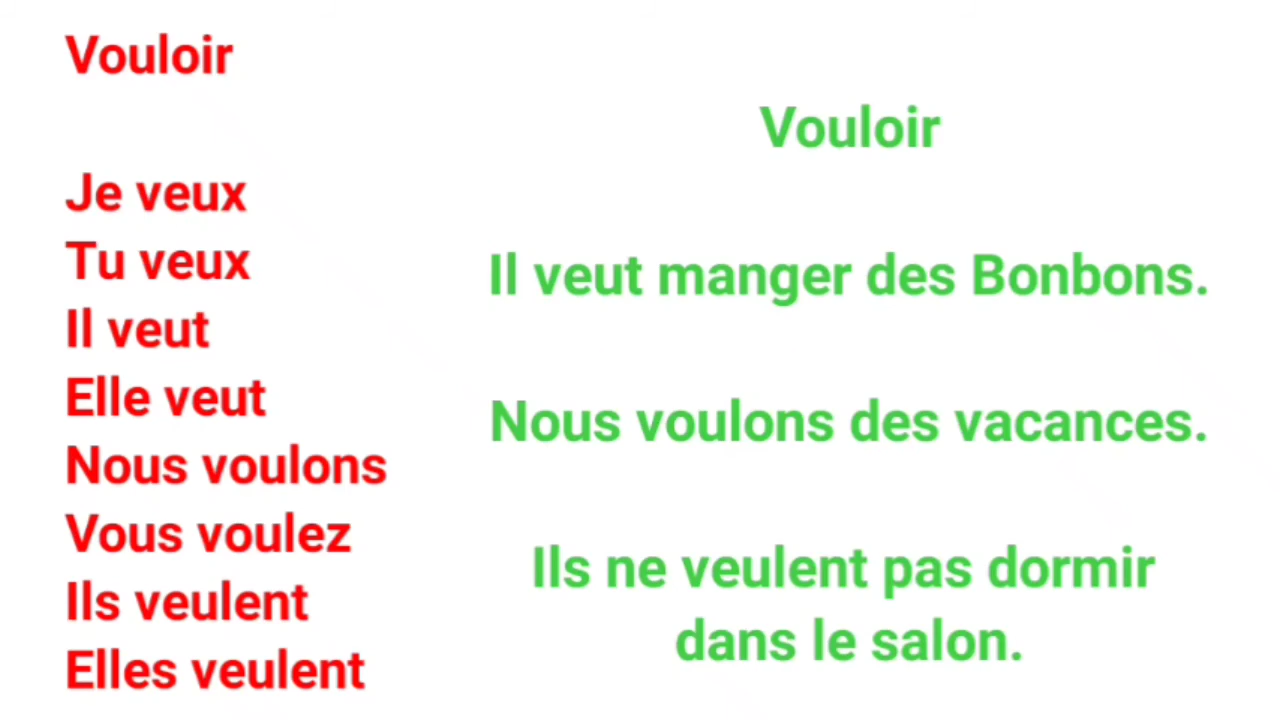 Vouloir
Je veux
Tu veux
Il veut
Elle veut
Nous voulons
Vous voulez
Ils veulent
Elles veulent
Vouloir
Il veut manger des Bonbons.
Nous voulons des vacances.
Ils ne veulent pas dormir
dans le salon.